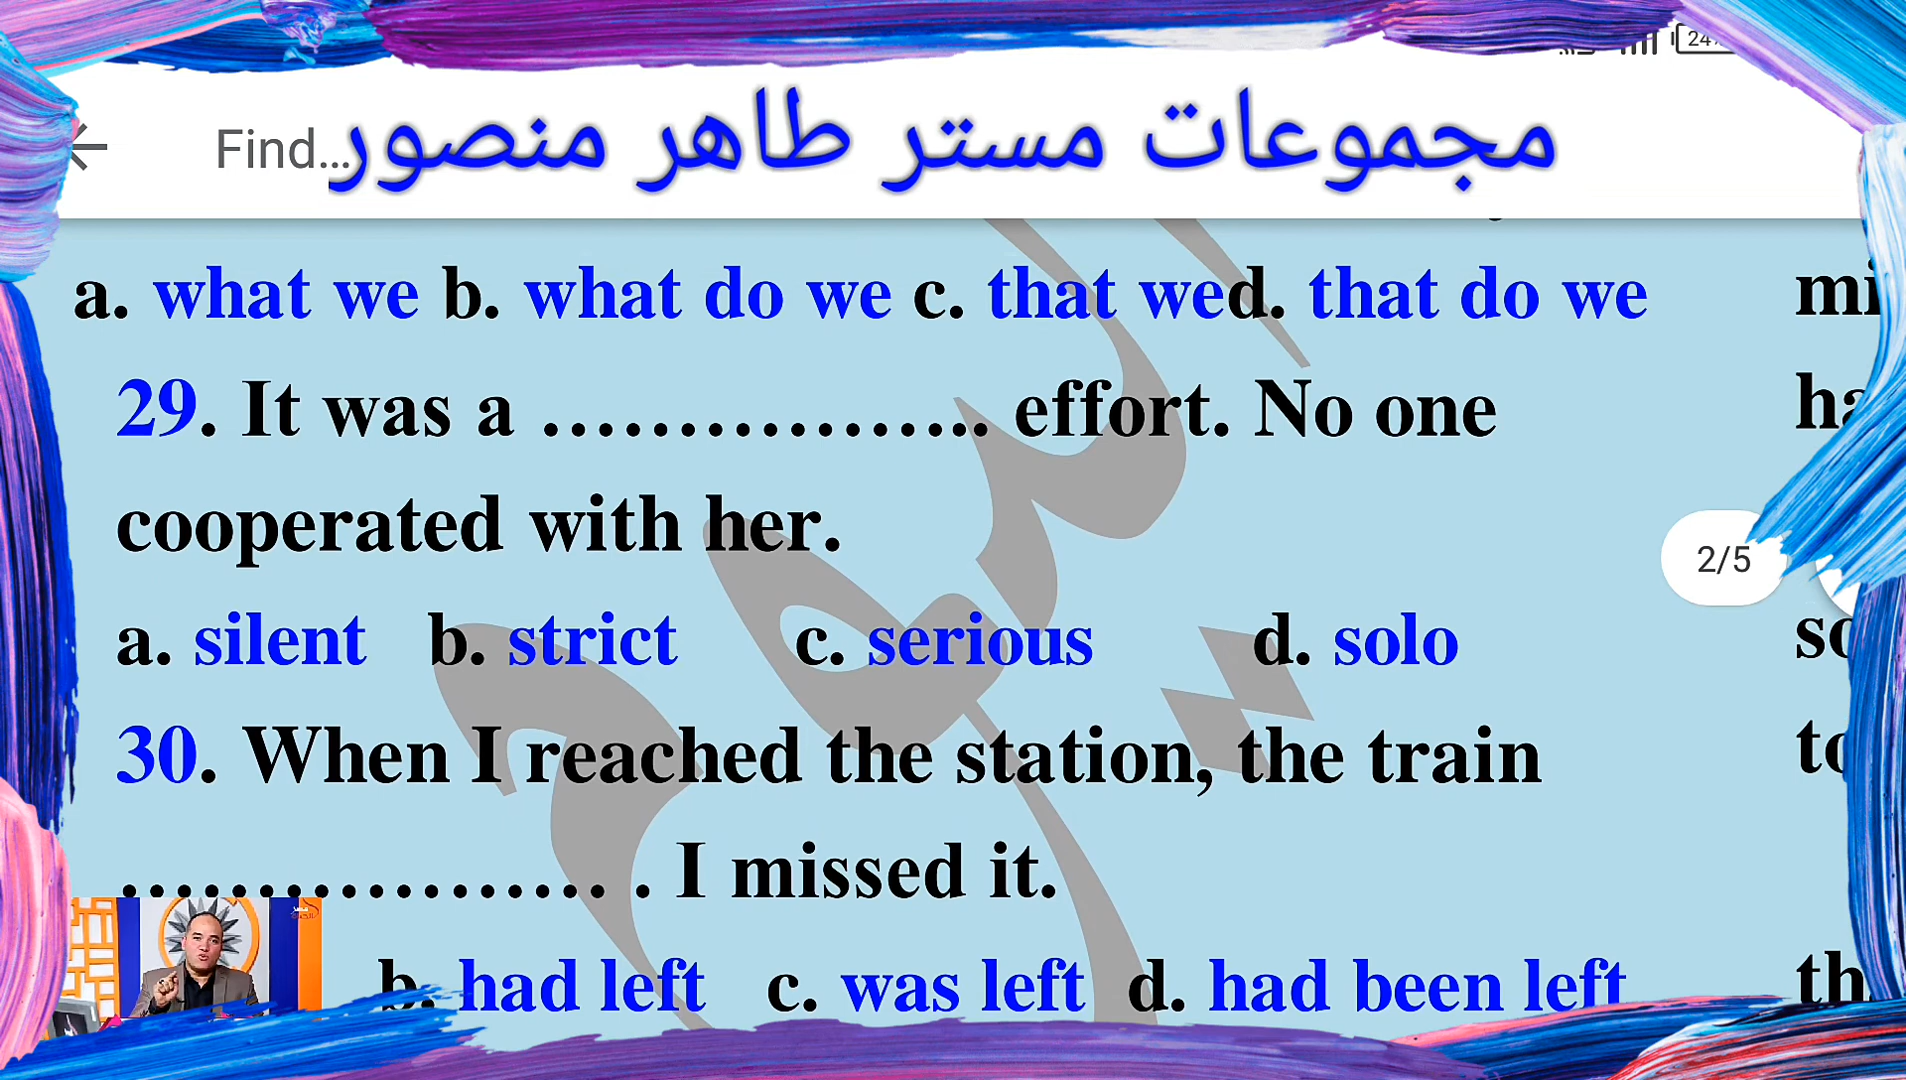 24
Find...
مجموعات مستر طاهر منصور
a. what we b. what do we c. that we d. that do we
29. It was a ................... effort. No one
cooperated with her.
2/5
a. silent b. strict c. serious d. solo
30. When I reached the station, the train
.................. . I missed it.
b. had left c. was left d. had been left